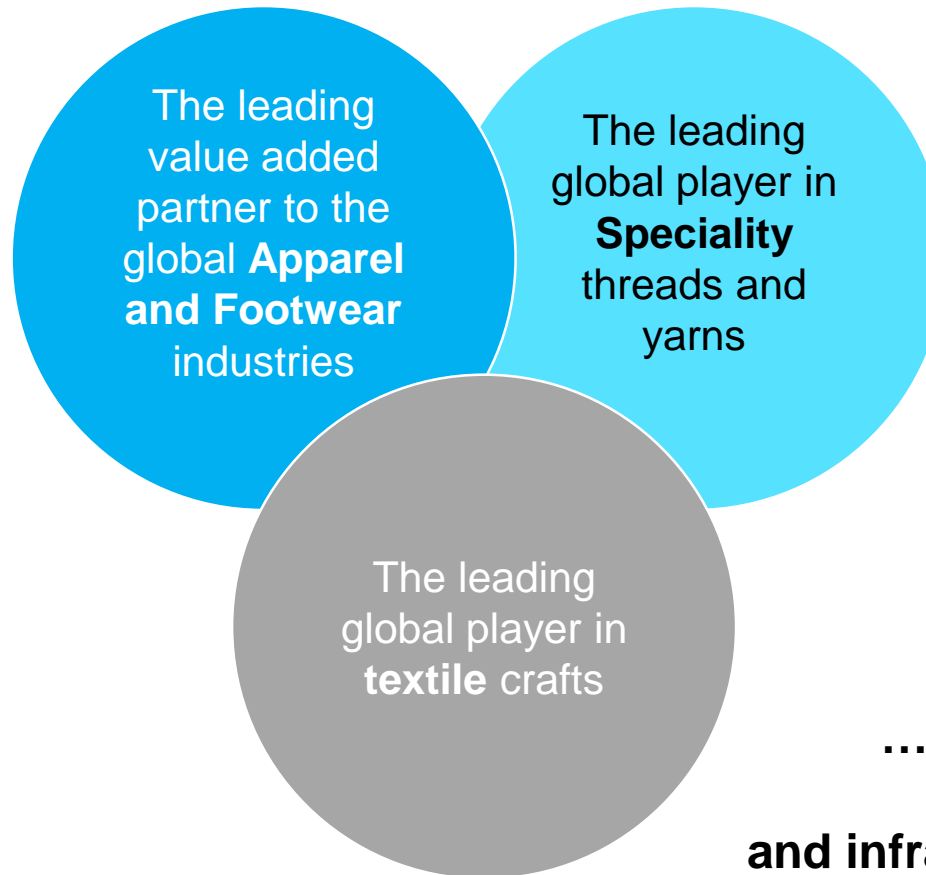 The leading
value added
partner to the
global Apparel
and Footwear
industries
The leading
global player in
Speciality
threads and
yarns
The leading
global player in
textile crafts
…
and infra